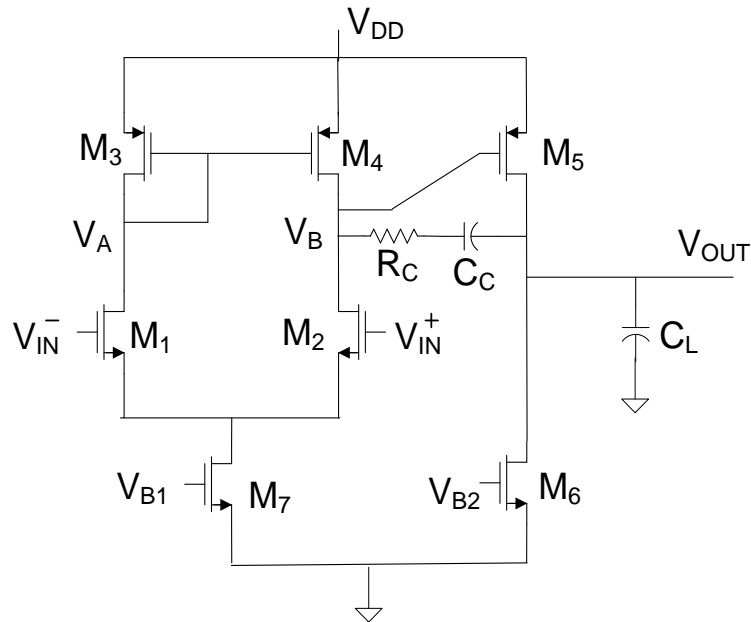 V_DD
M_3
M_4
M_5
V_A
V_B
R_C
C_C
V_OUT
V_IN^-
M_1
M_2
V_IN^+
C_L
V_B1
M_7
V_B2
M_6